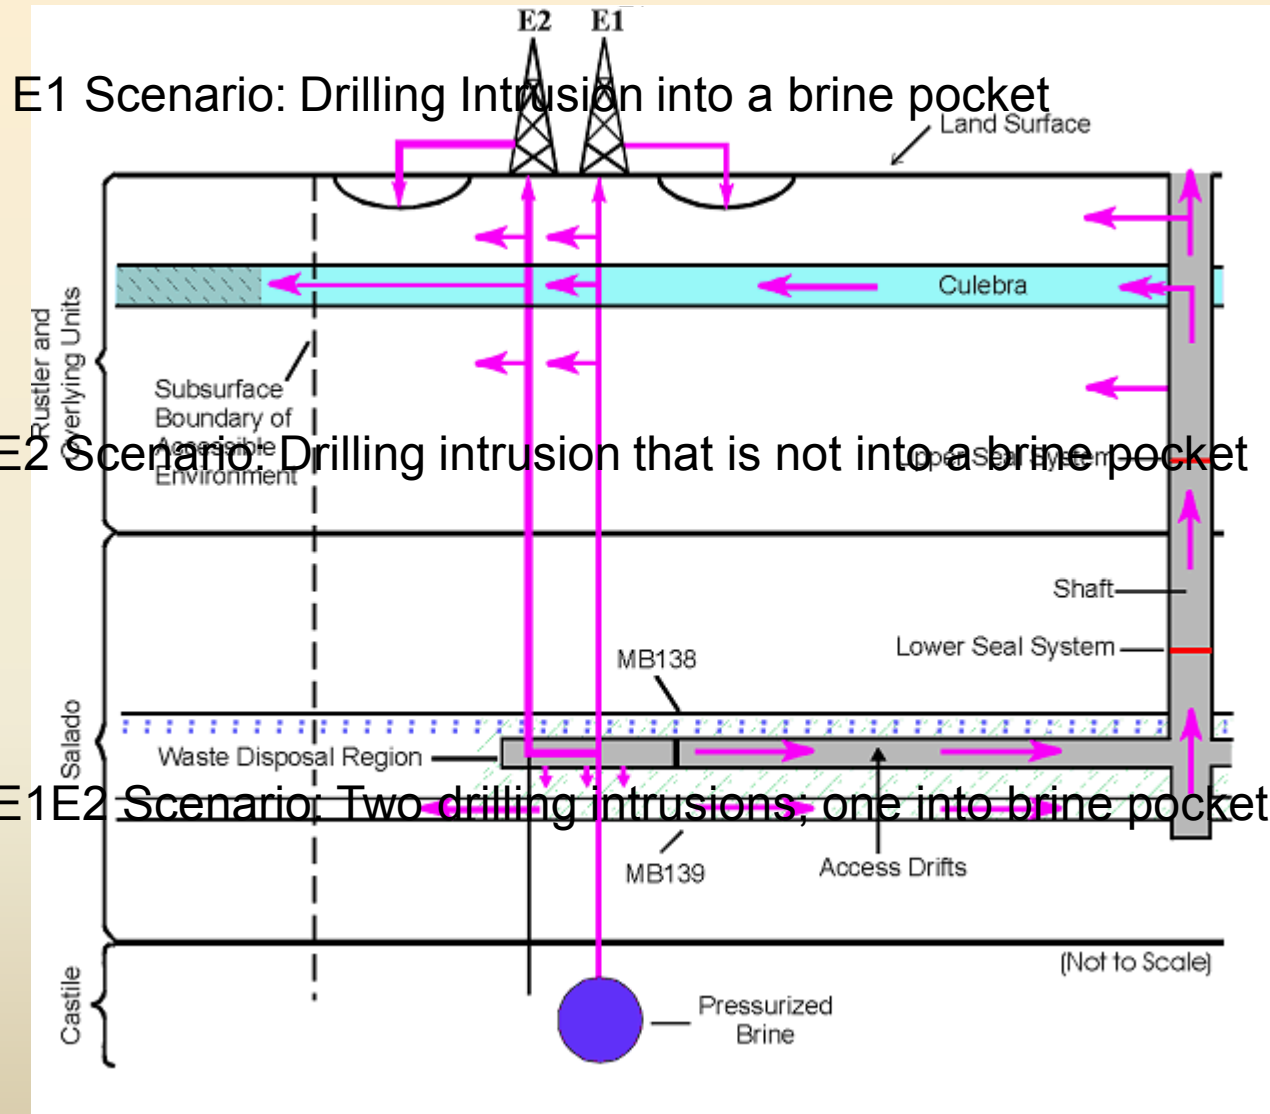 E2 E1
E1 Scenario: Drilling Intrusion into a brine pocket
Land Surface
Culebra
Rustler and
Overlying Units
Subsurface
Boundary of
Accessible
Environment
E2 Scenario: Drilling intrusion that is not into a brine pocket
Upper Seal System
Shaft
Lower Seal System
MB138
Salado
Waste Disposal Region
E1E2 Scenario: Two drilling intrusions; one into brine pocket
MB139
Access Drifts
(Not to Scale)
Castile
Pressurized
Brine